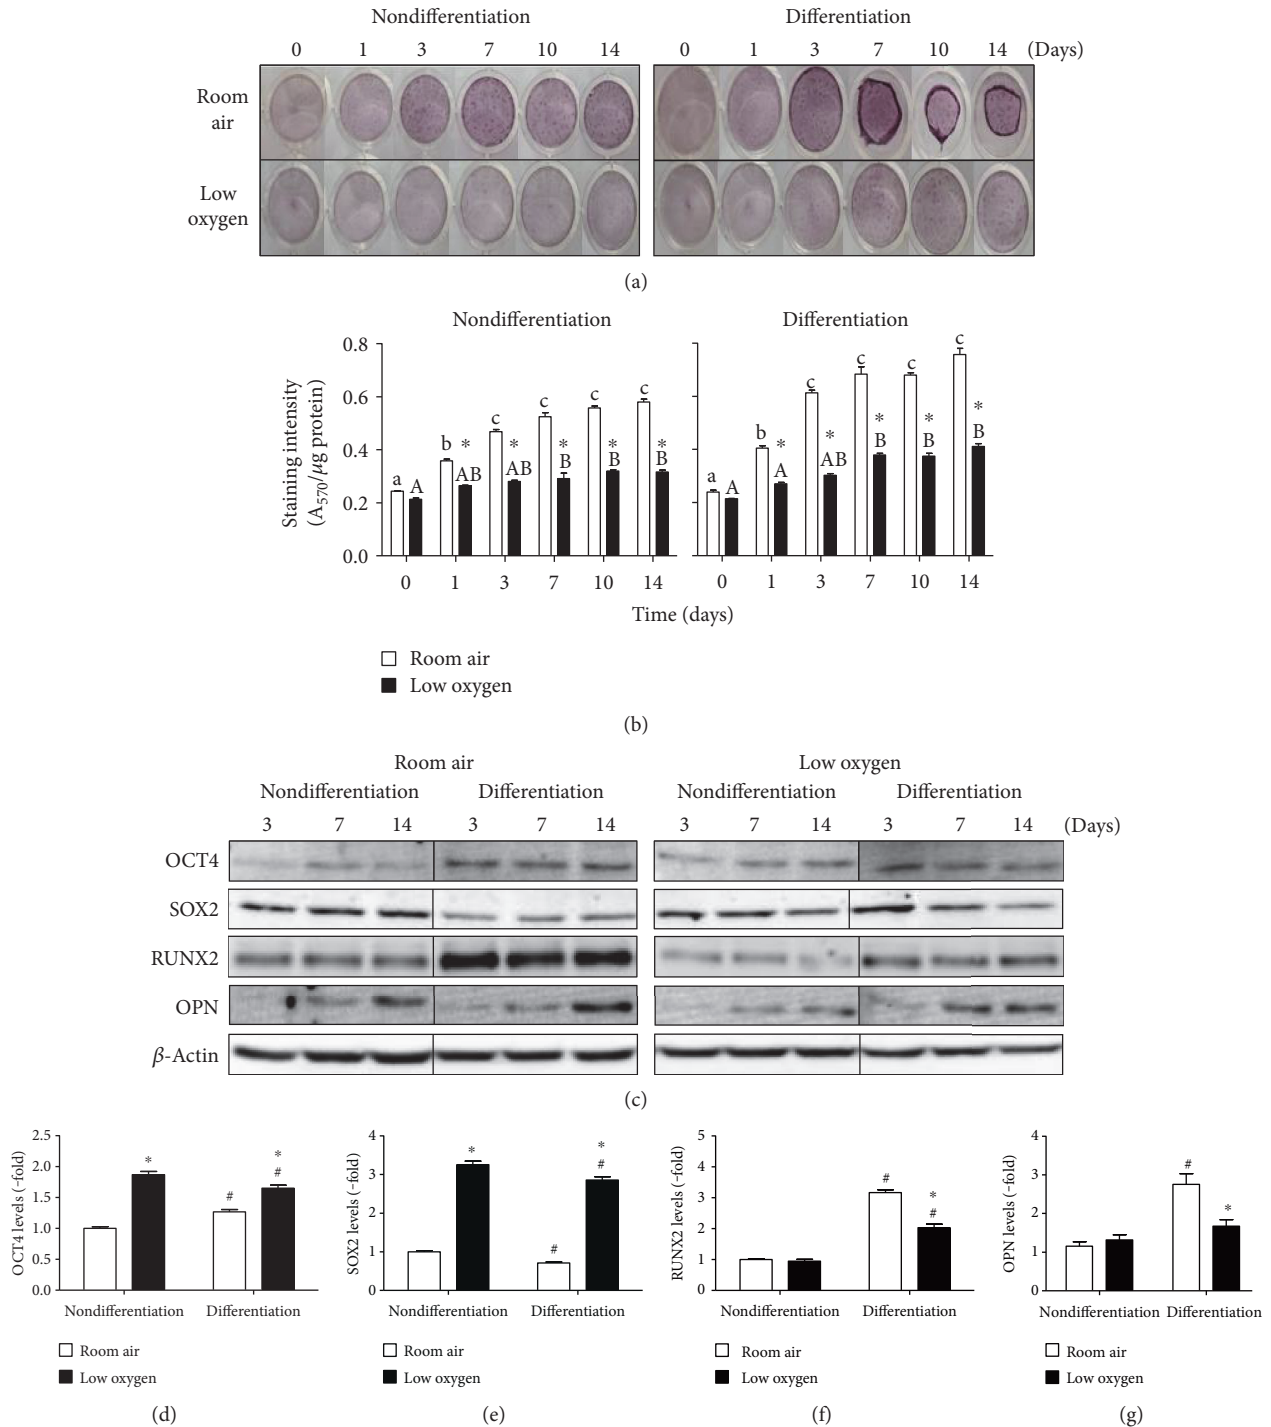 Nondifferentiation Differentiation
0 1 3 7 10 14 0 1 3 7 10 14 (Days)
Room
air
Low
oxygen
(a)
Nondifferentiation Differentiation
Staining intensity
(A570/μg protein)
0.8
0.6
0.4
0.2
0.0
a A b * AB c * AB c * B c * B c * B
a A b * A c * AB c * B c * B c * B
0 1 3 7 10 14 0 1 3 7 10 14
Time (days)
Room air
Low oxygen
(b)
Room air Low oxygen
Nondifferentiation Differentiation Nondifferentiation Differentiation
3 7 14 3 7 14 3 7 14 3 7 14 (Days)
OCT4
SOX2
RUNX2
OPN
β-Actin
(c)
OCT4 levels (-fold)
2.5
2.0
1.5
1.0
0.5
0.0
* # * #
Nondifferentiation Differentiation
Room air
Low oxygen
(d)
SOX2 levels (-fold)
4
3
2
1
0
* # * #
Nondifferentiation Differentiation
Room air
Low oxygen
(e)
RUNX2 levels (-fold)
5
4
3
2
1
0
# * #
Nondifferentiation Differentiation
Room air
Low oxygen
(f)
OPN levels (-fold)
4
3
2
1
0
# *
Nondifferentiation Differentiation
Room air
Low oxygen
(g)